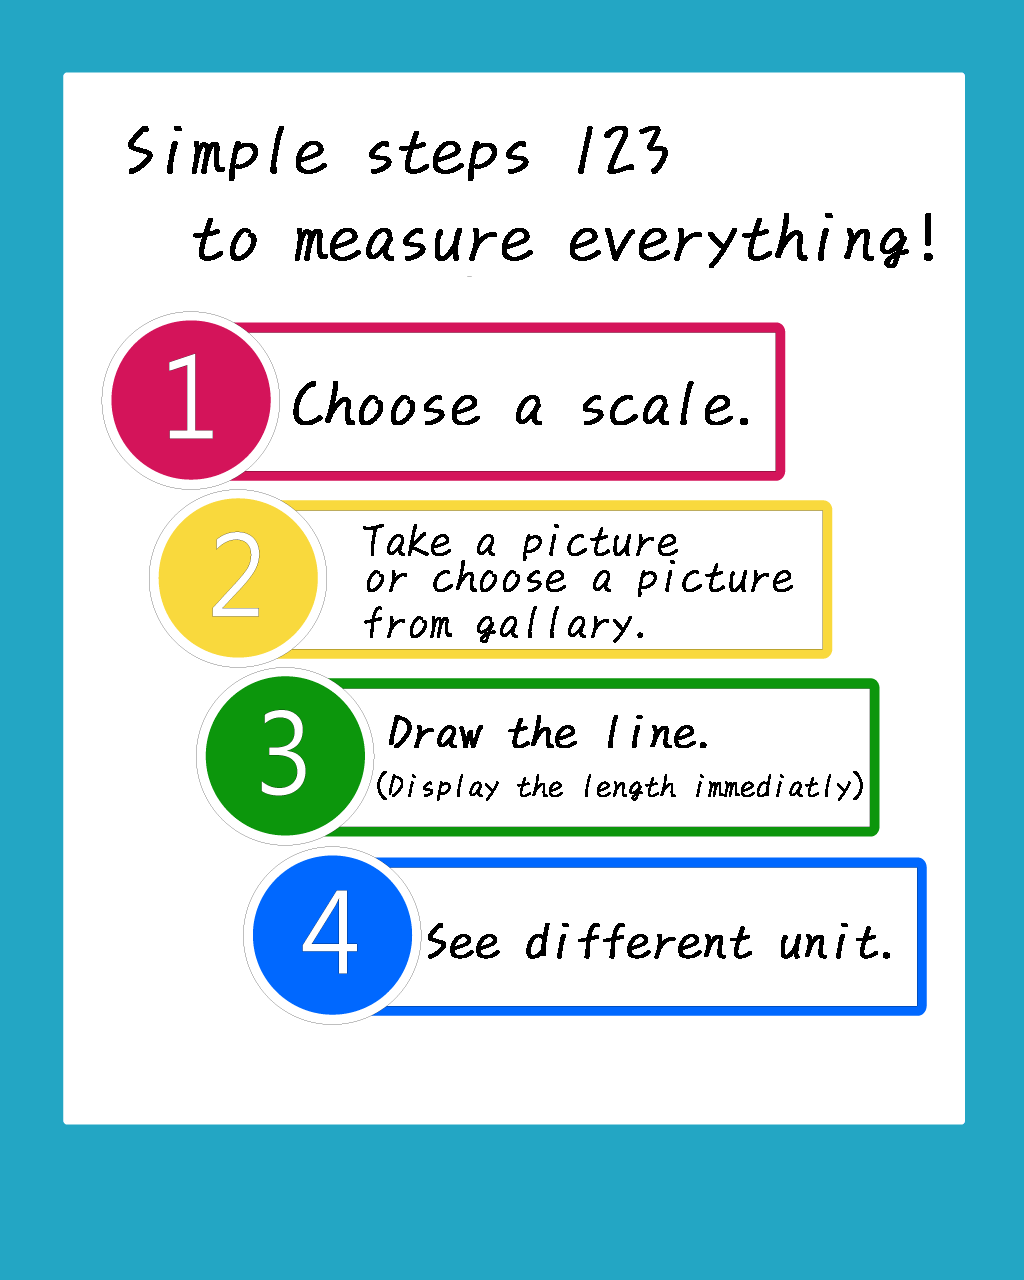 Simple steps 123
to measure everything!
1
Choose a scale.
2
Take a picture
or choose a picture
from gallary.
3
Draw the line.
(Display the length immediatly)
4
See different unit.